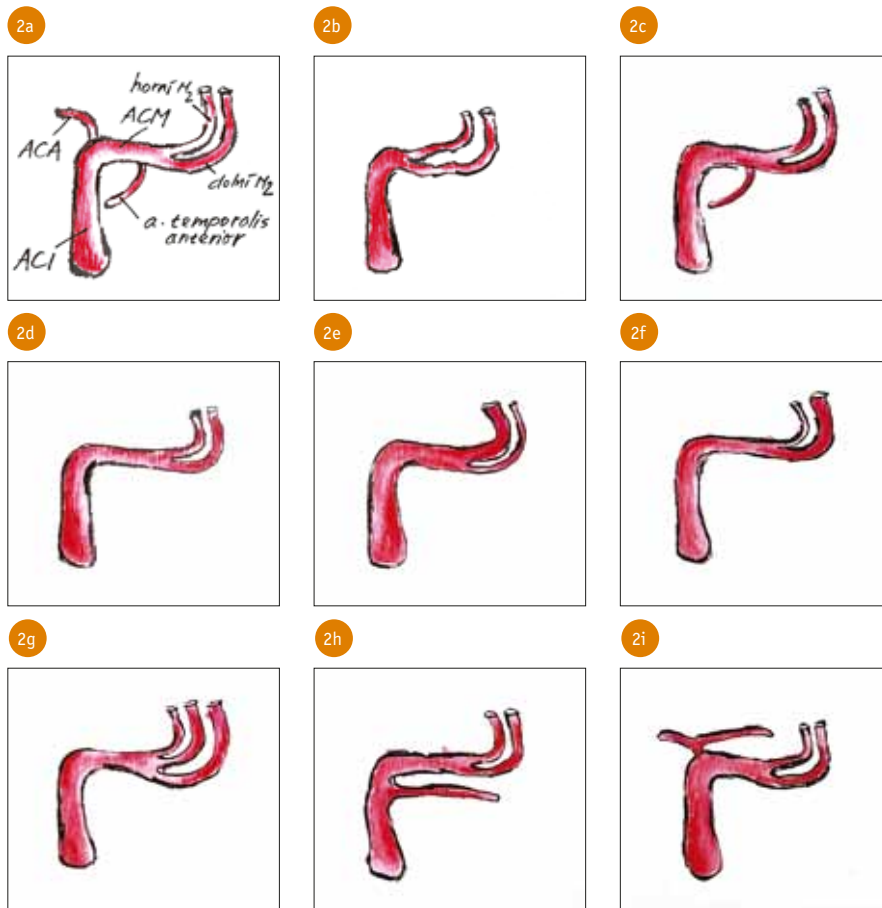 2a
2b
2c
horní M2
ACM
ACA
dolní M2
a. temporalis
anterior
ACI
2d
2e
2f
2g
2h
2i